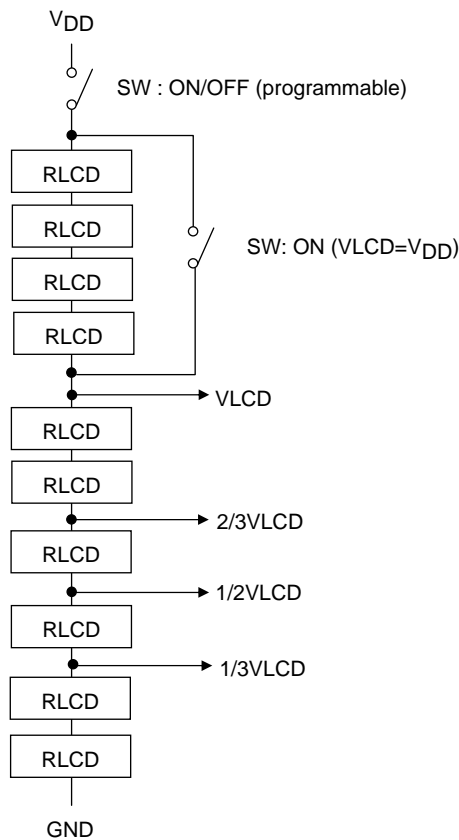 VDD
SW : ON/OFF (programmable)
RLCD
RLCD
RLCD
SW: ON (VLCD=VDD)
RLCD
VLCD
RLCD
RLCD
2/3VLCD
RLCD
1/2VLCD
RLCD
1/3VLCD
RLCD
RLCD
GND